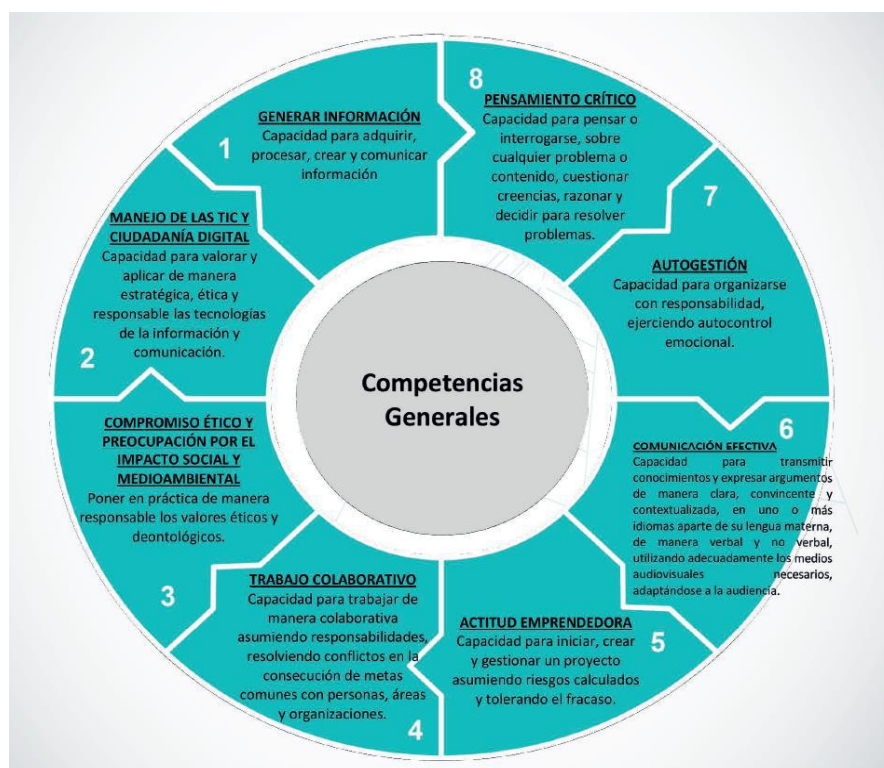 1
GENERAR INFORMACIÓN
Capacidad para adquirir,
procesar, crear y comunicar
información
2
MANEJO DE LAS TIC Y
CIUDADANÍA DIGITAL
Capacidad para valorar y
aplicar de manera
estratégica, ética y
responsable las tecnologías
de la información y
comunicación.
3
COMPROMISO ÉTICO Y
PREOCUPACIÓN POR EL
IMPACTO SOCIAL Y
MEDIOAMBIENTAL
Poner en práctica de manera
responsable los valores éticos y
deontológicos.
4
TRABAJO COLABORATIVO
Capacidad para trabajar de
manera colaborativa
asumiendo responsabilidades,
resolviendo conflictos en la
consecución de metas
comunes con personas, áreas
y organizaciones.
5
ACTITUD EMPRENDEDORA
Capacidad para iniciar, crear
y gestionar un proyecto
asumiendo riesgos calculados
y tolerando el fracaso.
6
COMUNICACIÓN EFECTIVA
Capacidad para transmitir
conocimientos y expresar argumentos
de manera clara, convincente y
contextualizada, en uno o más
idiomas aparte de su lengua materna,
de manera verbal y no verbal,
utilizando adecuadamente los medios
audiovisuales necesarios,
adaptándose a la audiencia.
7
AUTOGESTIÓN
Capacidad para organizarse
con responsabilidad,
ejerciendo autocontrol
emocional.
8
PENSAMIENTO CRÍTICO
Capacidad para pensar o
interrogarse, sobre
cualquier problema o
contenido, cuestionar
creencias, razonar y
decidir para resolver
problemas.
Competencias
Generales